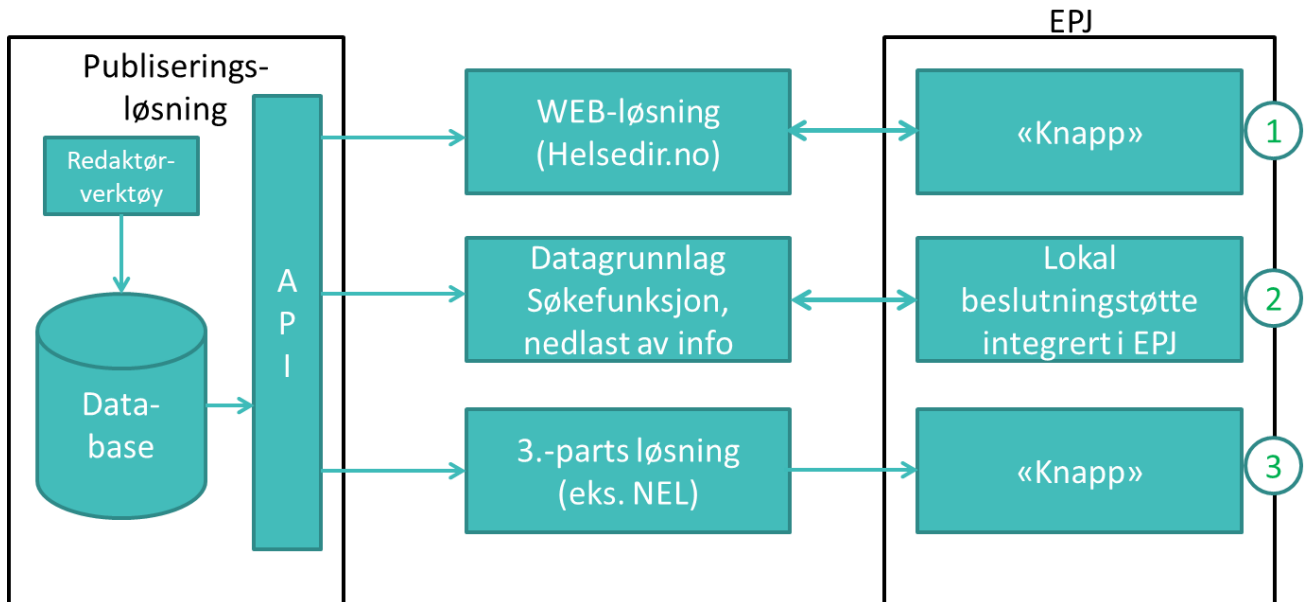 EPJ
Publiserings-
løsning
Redaktør-
verktøy
Data-
base
A
P
I
WEB-løsning
(Helsedir.no)
«Knapp»
1
Datagrunnlag
Søkefunksjon,
nedlast av info
Lokal
beslutningstøtte
integrert i EPJ
2
3.-parts løsning
(eks. NEL)
«Knapp»
3